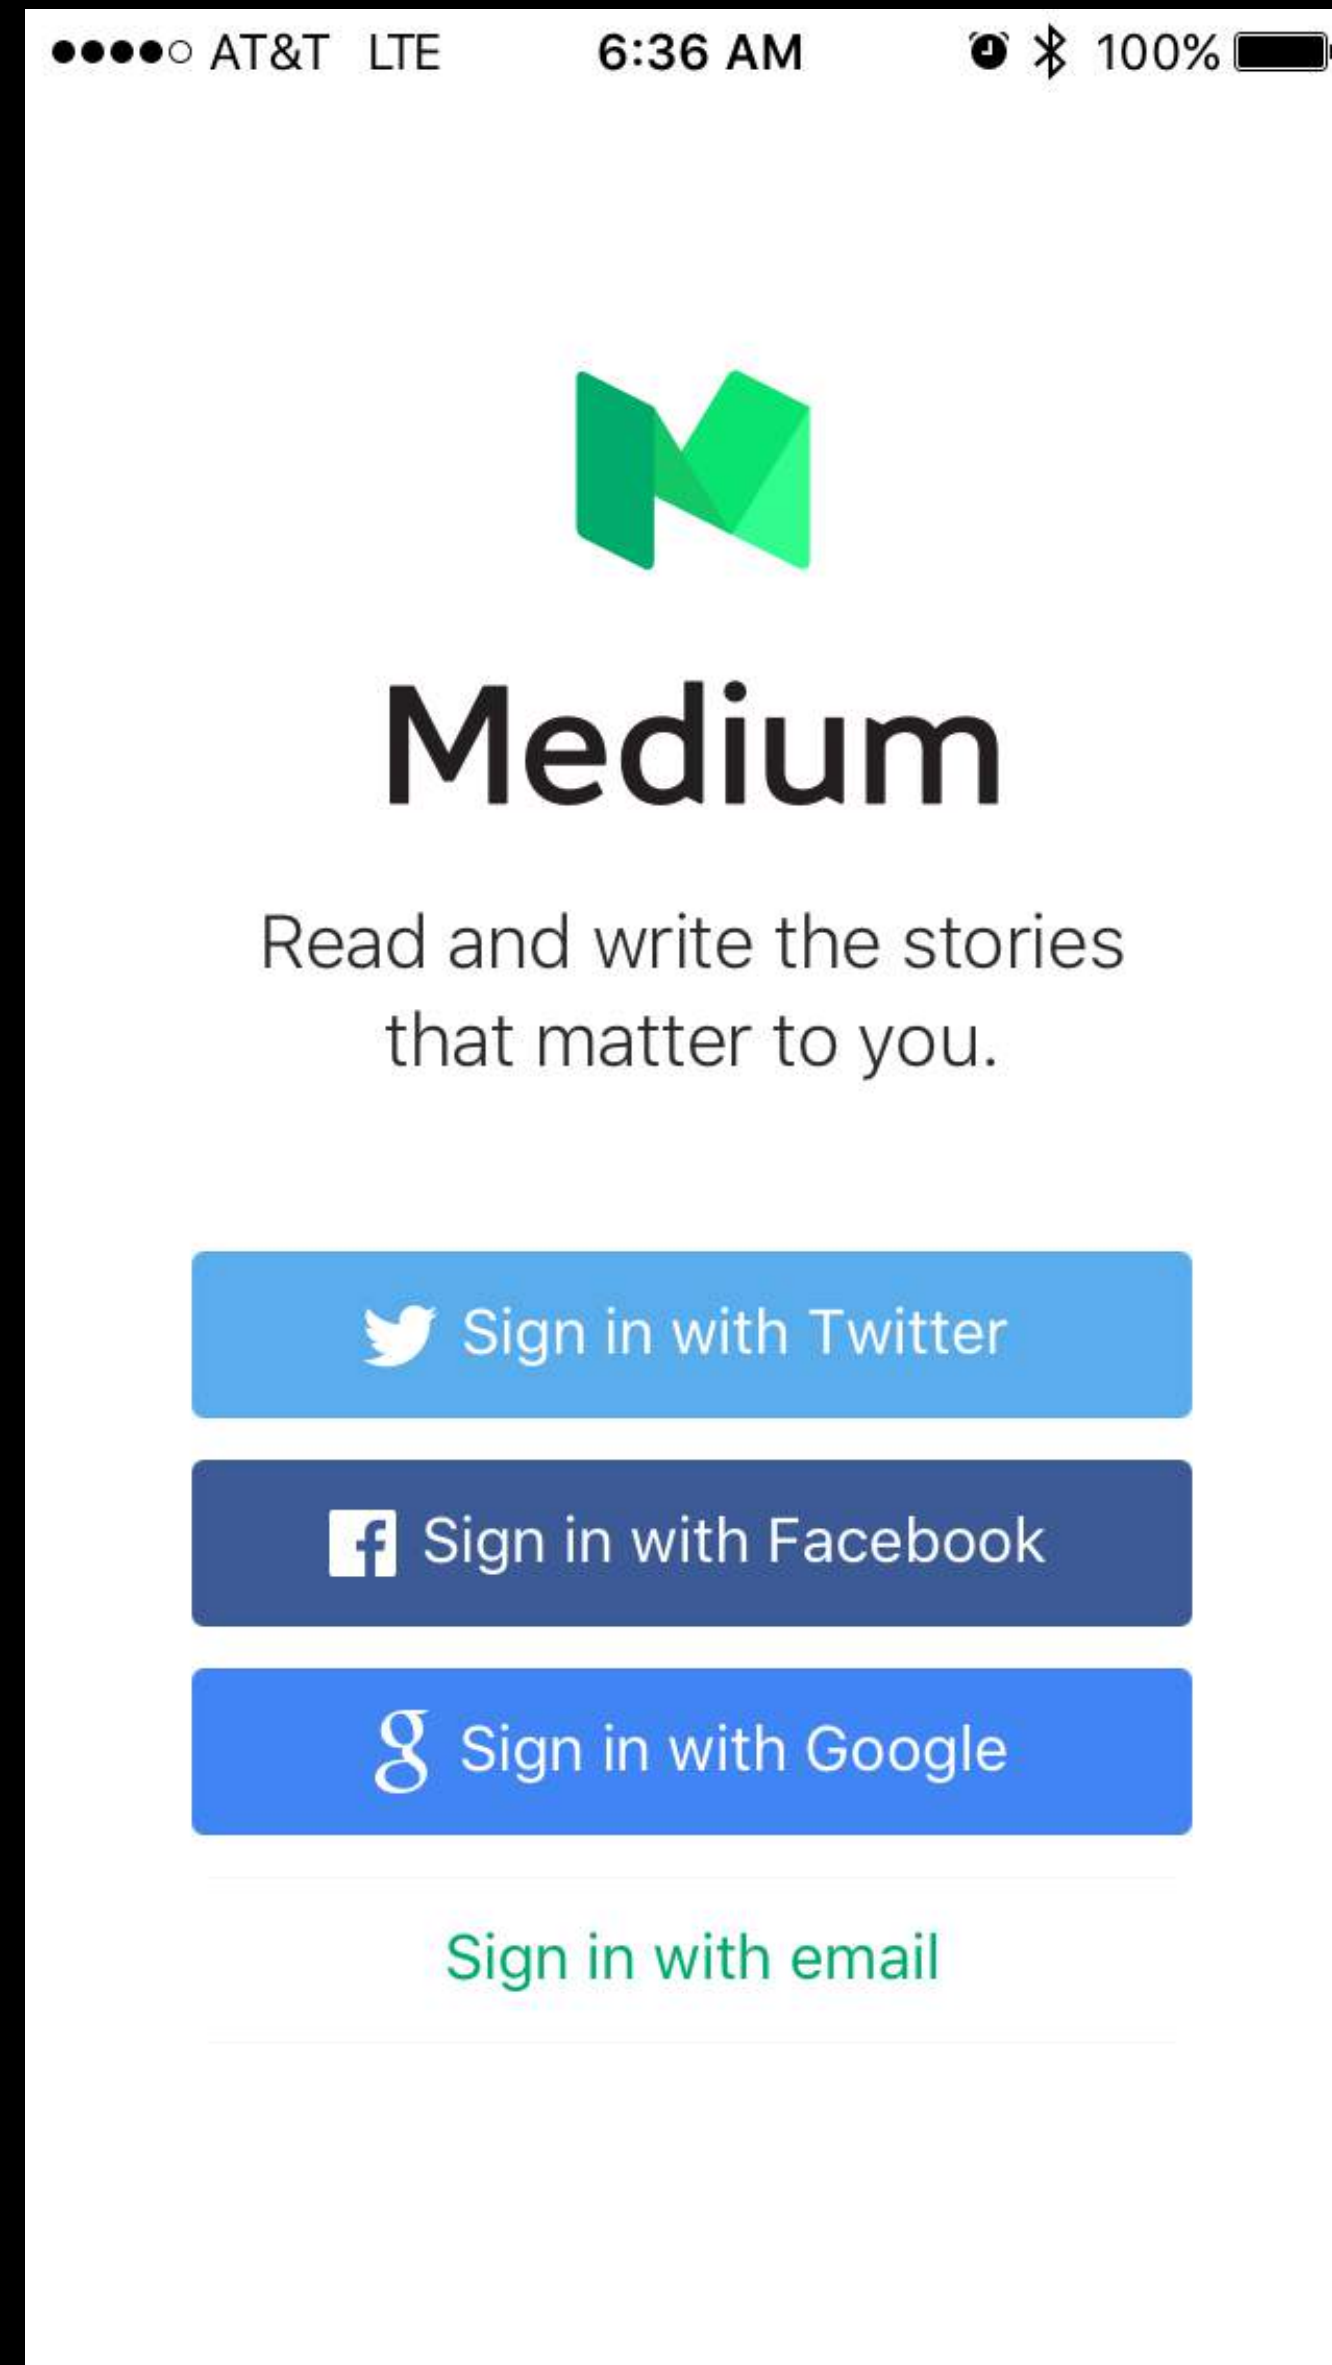 AT&T LTE 6:36 AM 100%
Medium
Read and write the stories
that matter to you.
Sign in with Twitter
Sign in with Facebook
Sign in with Google
Sign in with email